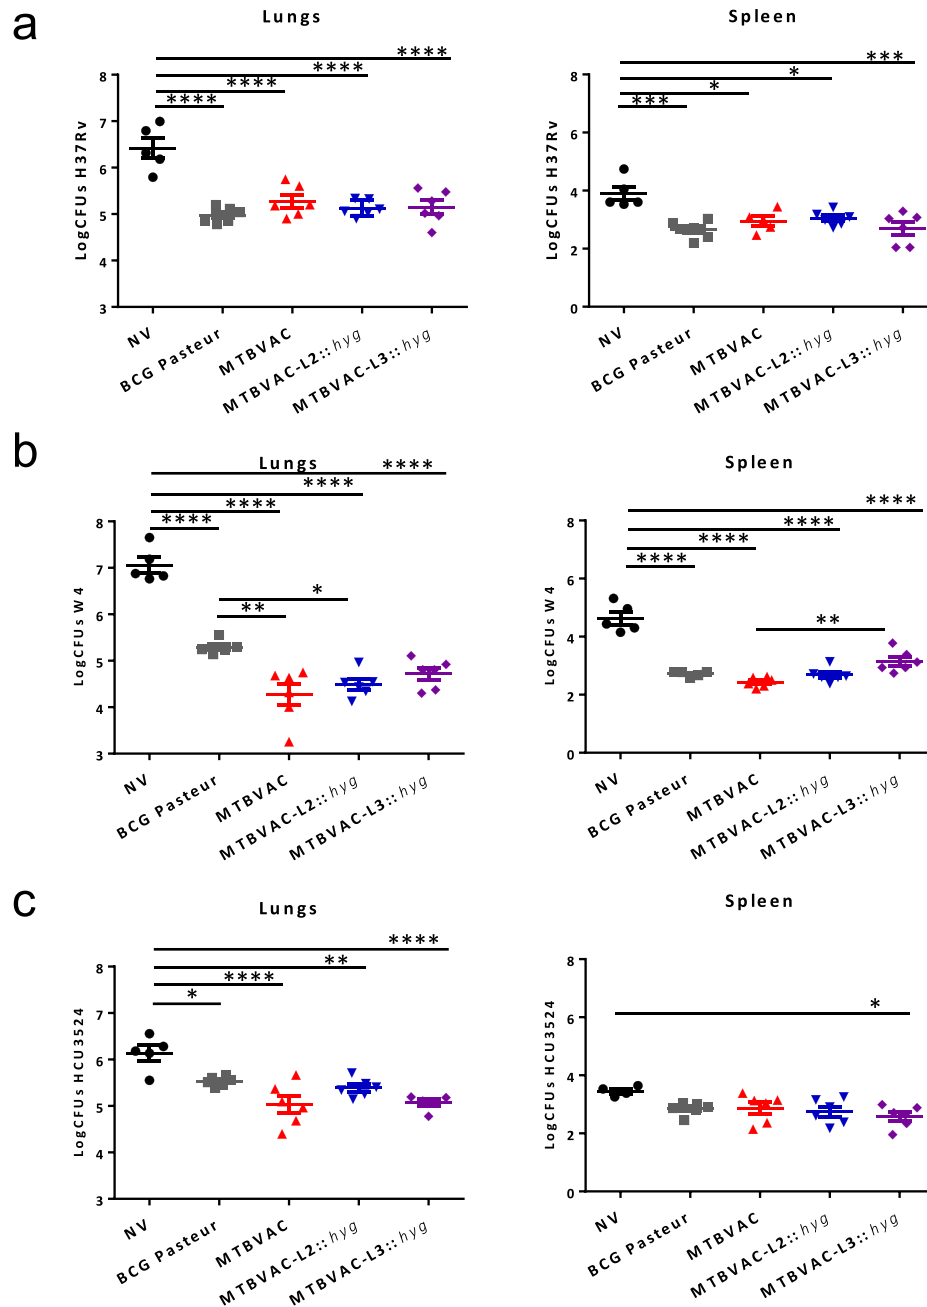 a
Lungs
****
****
****
****
8
7
6
5
4
3
LogCFUs H37Rv
NV
BCG Pasteur
MTBVAC
MTBVAC-L2::hyg
MTBVAC-L3::hyg
Spleen
***
*
*
***
8
6
4
2
0
LogCFUs H37Rv
NV
BCG Pasteur
MTBVAC
MTBVAC-L2::hyg
MTBVAC-L3::hyg
b
Lungs
****
****
****
****
*
**
8
7
6
5
4
3
LogCFUs W4
NV
BCG Pasteur
MTBVAC
MTBVAC-L2::hyg
MTBVAC-L3::hyg
Spleen
****
****
****
****
**
8
6
4
2
0
LogCFUs W4
NV
BCG Pasteur
MTBVAC
MTBVAC-L2::hyg
MTBVAC-L3::hyg
c
Lungs
****
**
****
*
8
7
6
5
4
3
LogCFUs HCU3524
NV
BCG Pasteur
MTBVAC
MTBVAC-L2::hyg
MTBVAC-L3::hyg
Spleen
*
8
6
4
2
0
LogCFUs HCU3524
NV
BCG Pasteur
MTBVAC
MTBVAC-L2::hyg
MTBVAC-L3::hyg